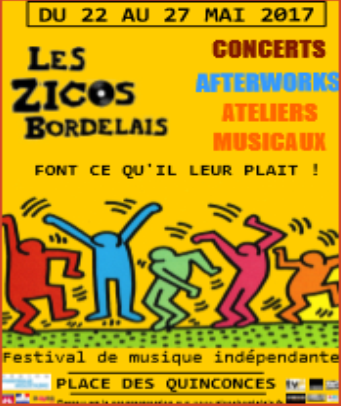 DU 22 AU 27 MAI 2017
LES
ZICOS
BORDELAIS
CONCERTS
AFTERWORKS
ATELIERS
MUSICAUX
FONT CE QU'IL LEUR PLAIT !
Festival de musique indépendante
PLACE DES QUINCONCES